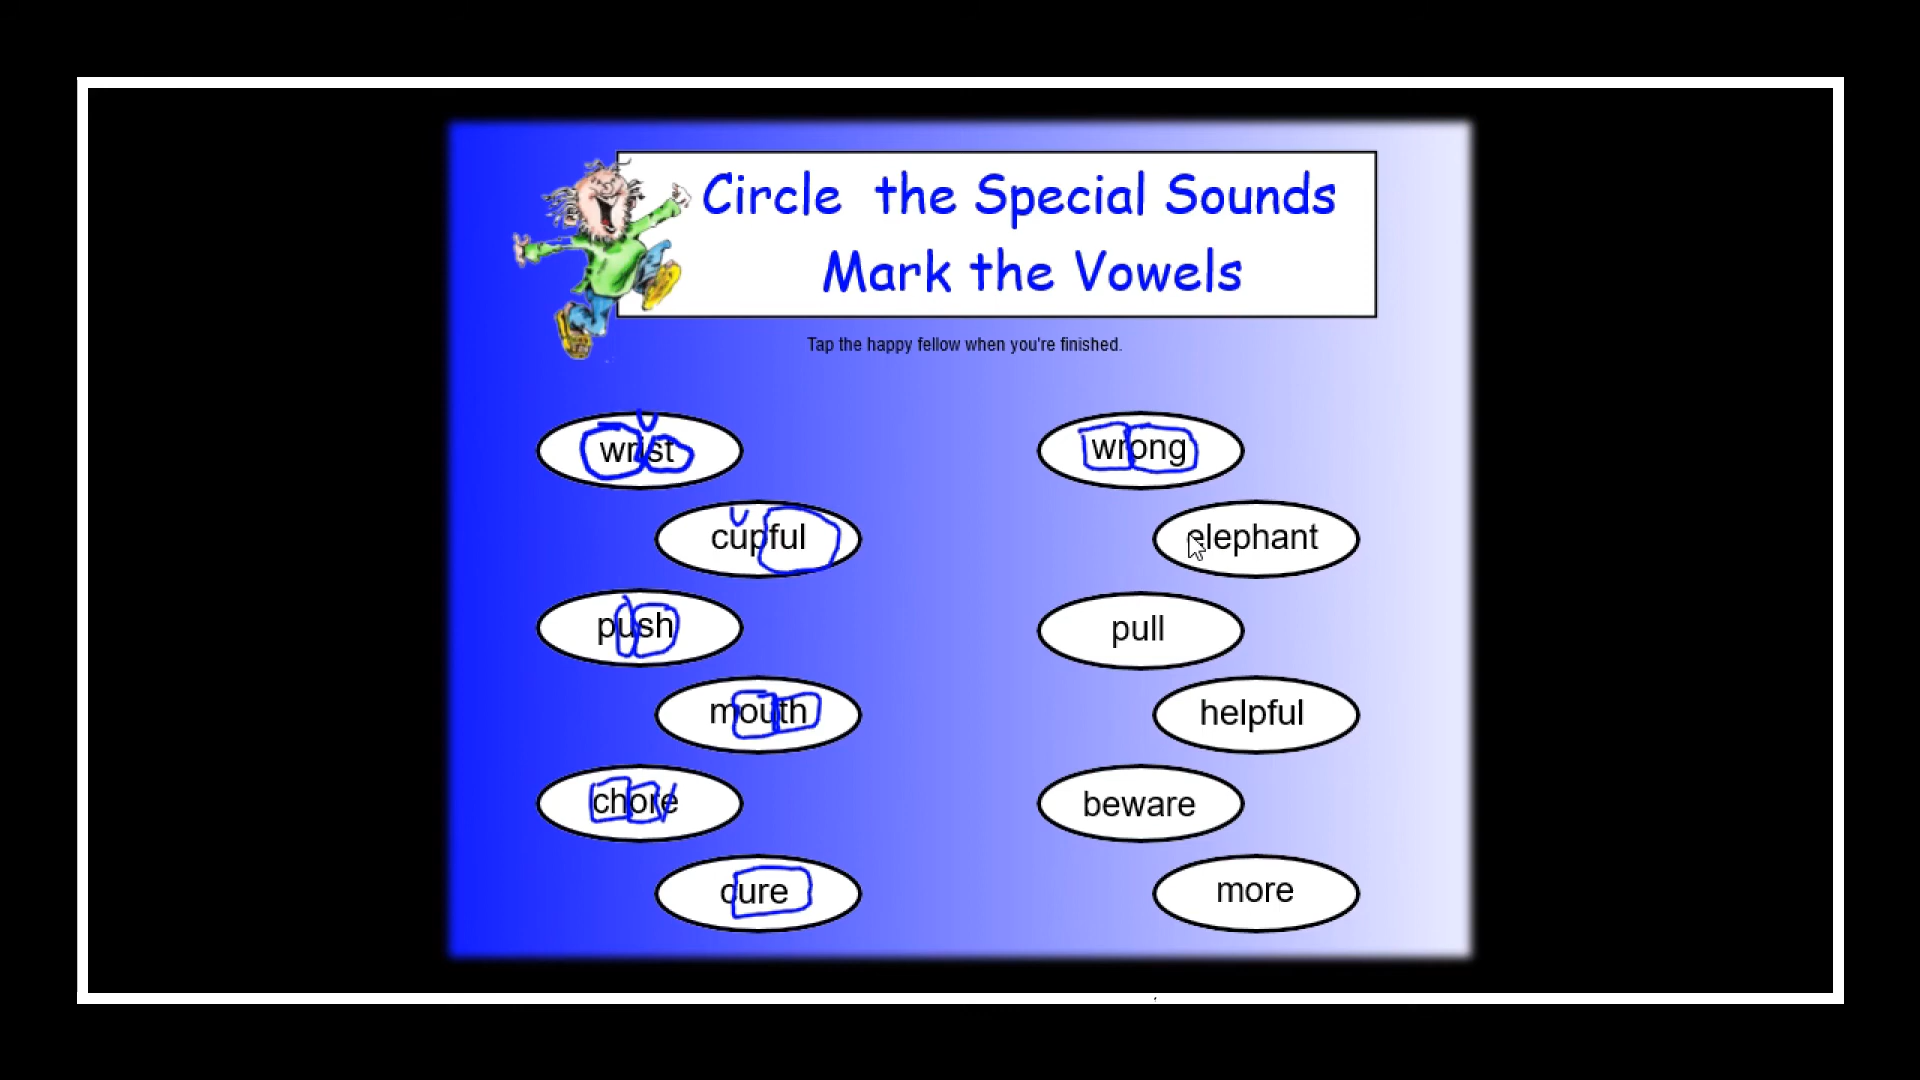 Circle the Special Sounds
Mark the Vowels
Tap the happy fellow when you're finished.
wrist
cupful
push
mouth
chore
cure
wrong
elephant
pull
helpful
beware
more